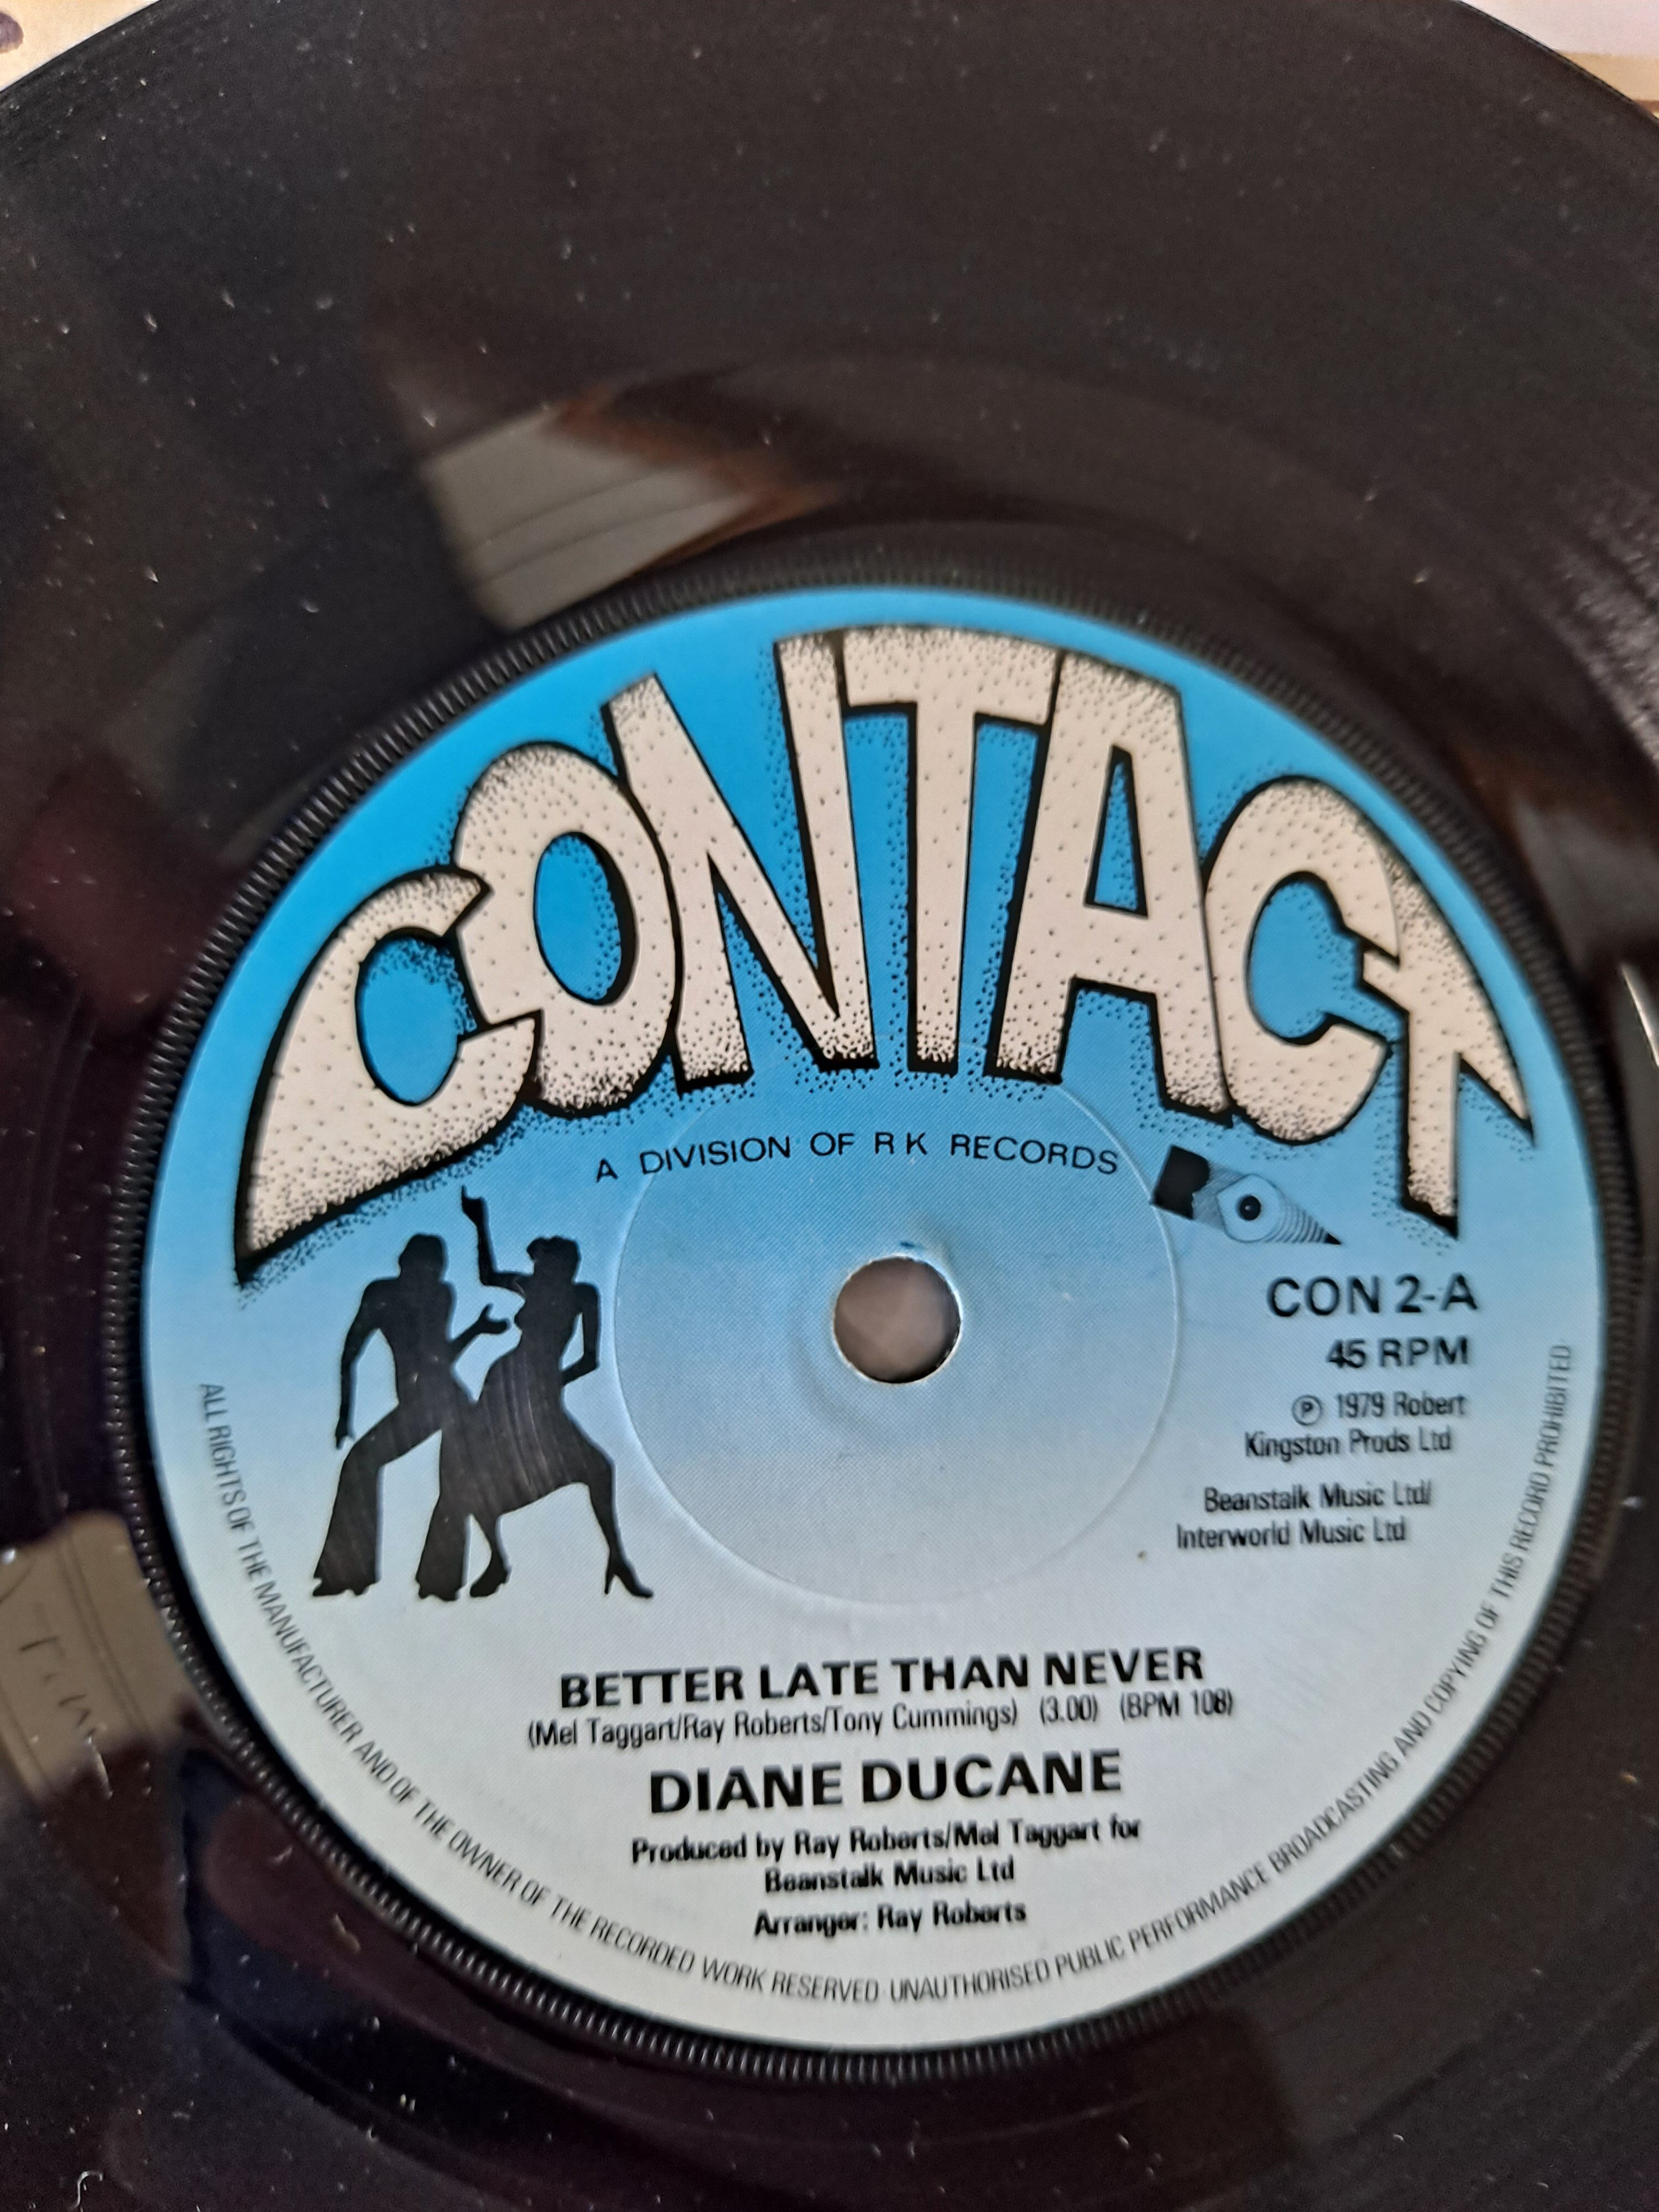 CONTACT
A DIVISION OF RK RECORDS
CON 2-A
45 RPM
Ⓟ 1979 Robert
Kingston Prods Ltd
Beanstalk Music Ltd/
Interworld Music Ltd
BETTER LATE THAN NEVER
(Mel Taggart/Ray Roberts/Tony Cummings) (3.00) (BPM 108)
DIANE DUCANE
Produced by Ray Roberts/Mel Taggart for
Beanstalk Music Ltd
Arranger: Ray Roberts
ALL RIGHTS OF THE MANUFACTURER AND OF THE OWNER OF THE RECORDED WORK RESERVED UNAUTHORISED PUBLIC PERFORMANCE BROADCASTING AND COPYING OF THIS RECORD PROHIBITED